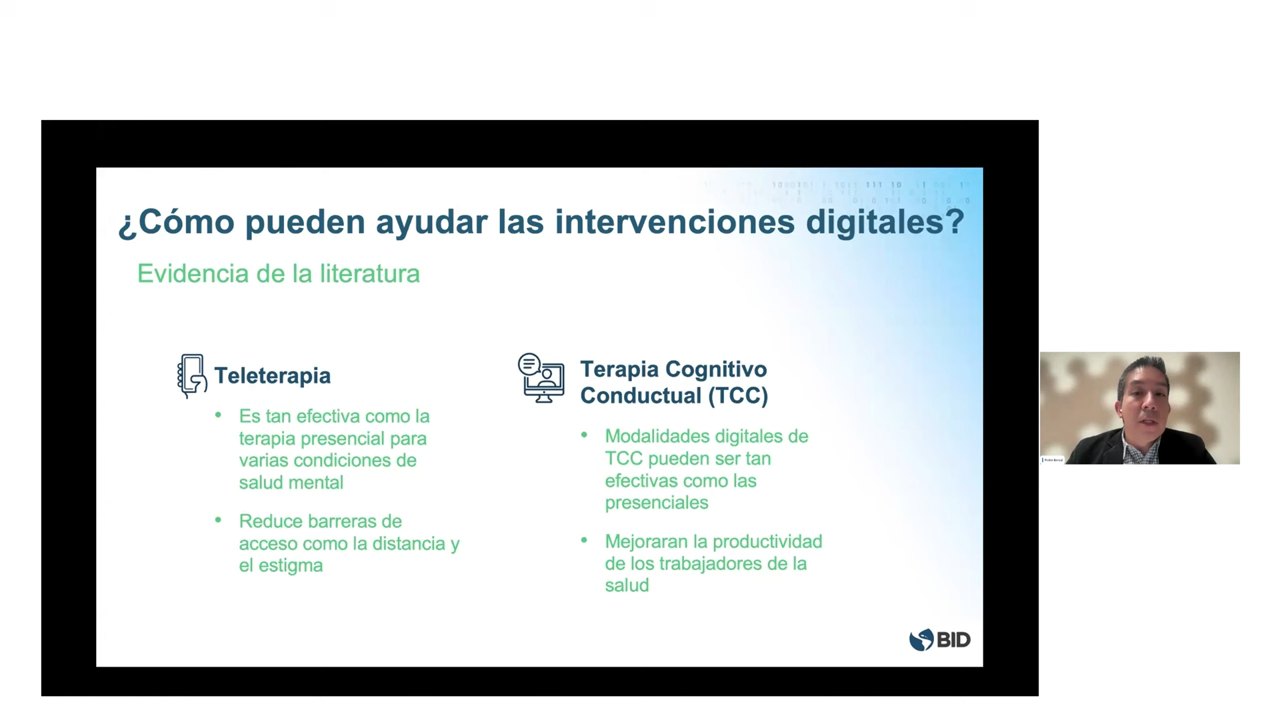 ¿Cómo pueden ayudar las intervenciones digitales?
Evidencia de la literatura
Teleterapia
• Es tan efectiva como la
terapia presencial para
varias condiciones de
salud mental
• Reduce barreras de
acceso como la distancia y
el estigma
Terapia Cognitivo
Conductual (TCC)
• Modalidades digitales de
TCC pueden ser tan
efectivas como las
presenciales
• Mejoraran la productividad
de los trabajadores de la
salud
BID